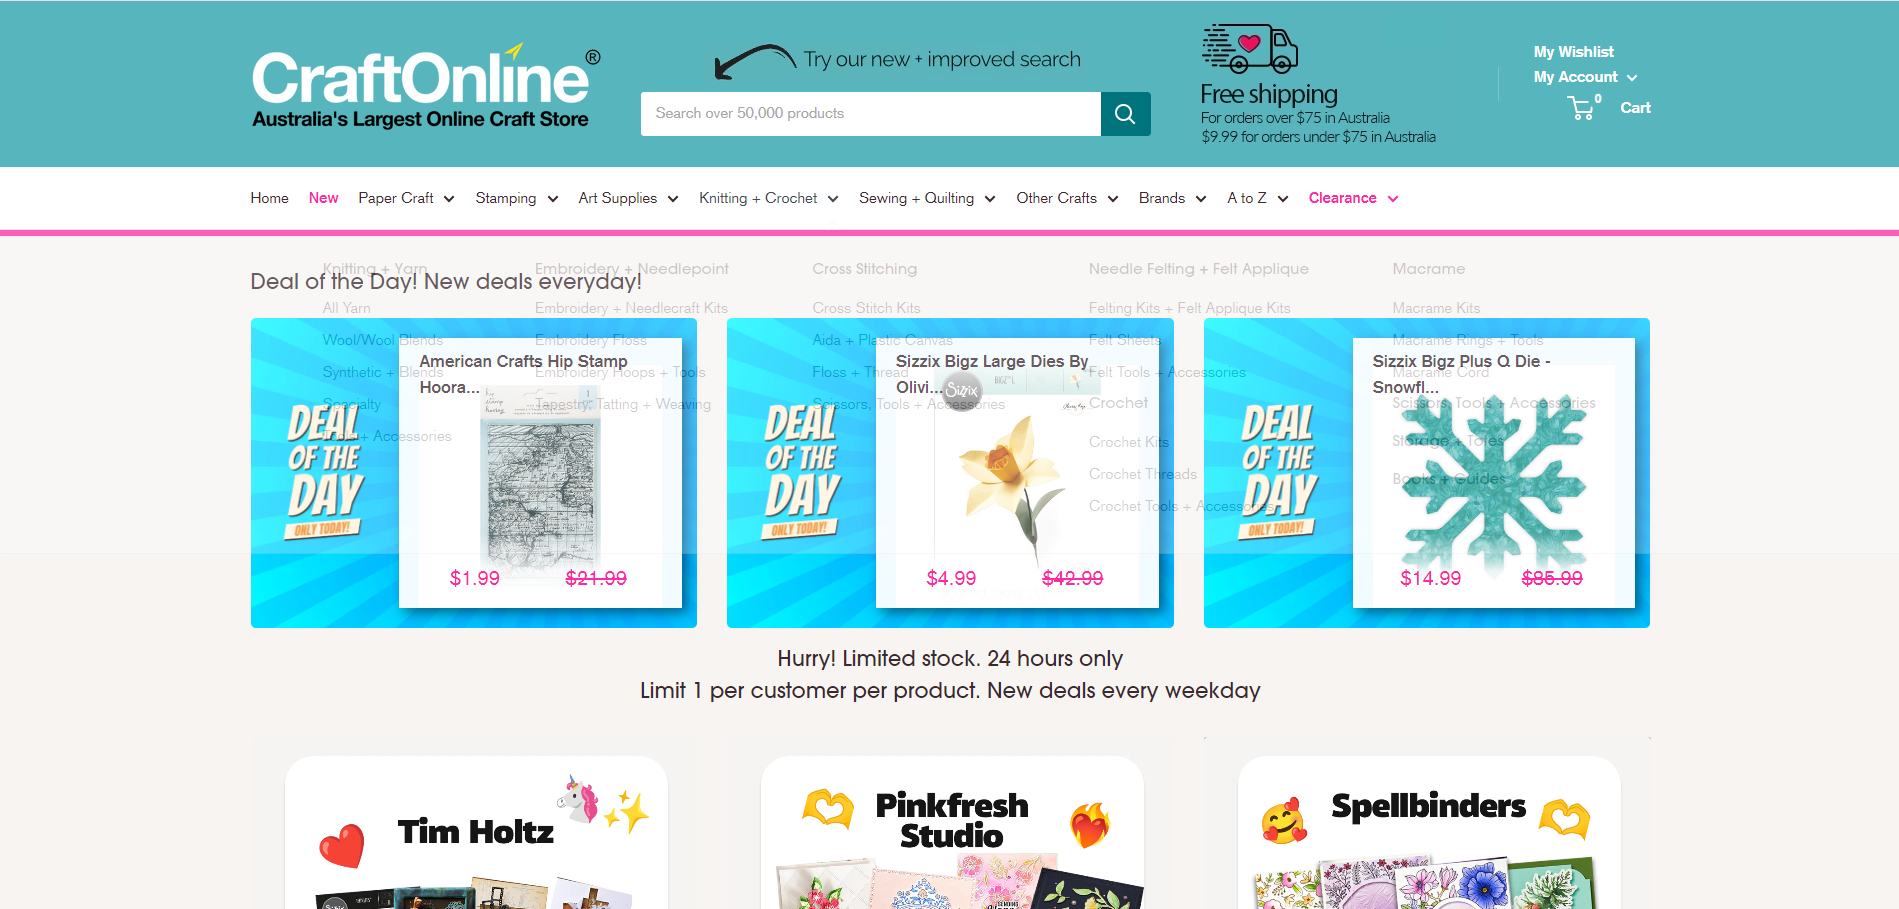 CraftOnline®
Australia's Largest Online Craft Store
Try our new + improved search
Search over 50,000 products
Free shipping
For orders over $75 in Australia
$9.99 for orders under $75 in Australia
My Wishlist
My Account
0 Cart
Home New Paper Craft Stamping Art Supplies Knitting + Crochet Sewing + Quilting Other Crafts Brands A to Z Clearance
Knitting + Yarn
All Yarn
Wool/Wool Blends
Synthetic + Blends
Specialty
Tools + Accessories
Embroidery + Needlepoint
Embroidery + Needlecraft Kits
Embroidery Floss
Embroidery Hoops + Tools
Tapestry, Tatting + Weaving
Cross Stitching
Cross Stitch Kits
Aida + Plastic Canvas
Floss + Thread
Scissors, Tools + Accessories
Needle Felting + Felt Applique
Felting Kits + Felt Applique Kits
Felt Sheets
Felt Tools + Accessories
Crochet
Crochet Kits
Crochet Threads
Crochet Tools + Accessories
Macrame
Macrame Kits
Macrame Rings + Tools
Macrame Cord
Scissors, Tools + Accessories
Storage + Totes
Books + Guides
Deal of the Day! New deals everyday!
DEAL
OF THE
DAY
ONLY TODAY!
American Crafts Hip Stamp
Hoora...
$1.99 $21.99
DEAL
OF THE
DAY
ONLY TODAY!
Sizzix Bigz Large Dies By
Olivi...
Sizzix
$4.99 $42.99
DEAL
OF THE
DAY
ONLY TODAY!
Sizzix Bigz Plus Q Die -
Snowfl...
$14.99 $85.99
Hurry! Limited stock. 24 hours only
Limit 1 per customer per product. New deals every weekday
Tim Holtz
Pinkfresh
Studio
Spellbinders